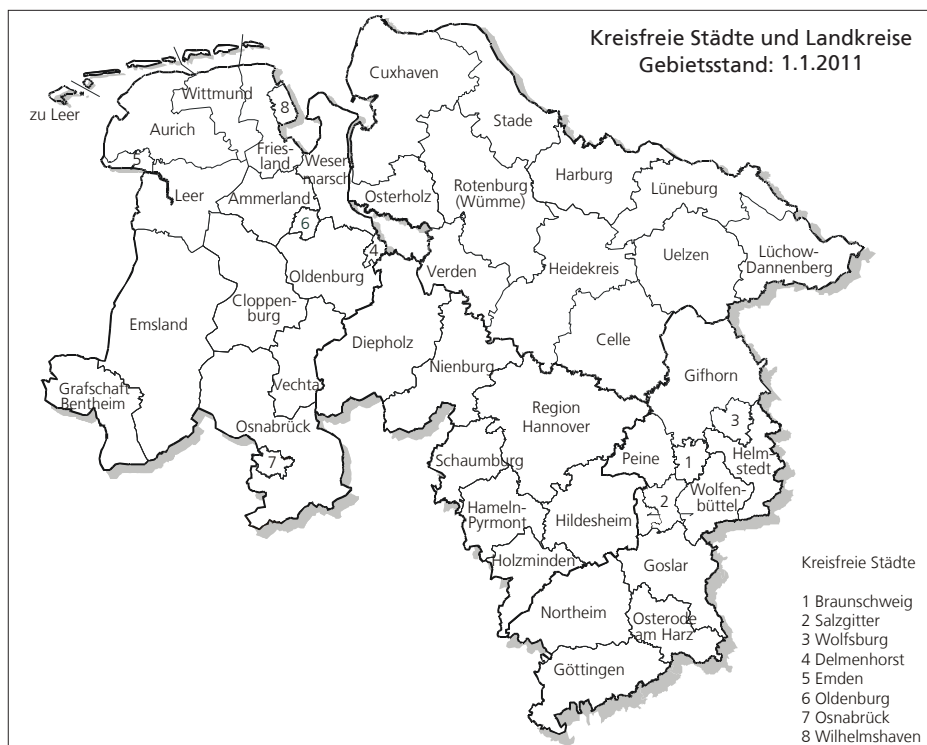 Kreisfreie Städte und Landkreise
Gebietsstand: 1.1.2011
Cuxhaven
Wittmund
8
zu Leer
Stade
Aurich
Fries-
land
Weser-
marsch
5
Harburg
Lüneburg
Leer
Ammerland
Osterholz
Rotenburg
(Wümme)
6
4
Oldenburg
Verden
Heidekreis
Uelzen
Lüchow-
Dannenberg
Emsland
Cloppen-
burg
Diepholz
Celle
Nienburg
Gifhorn
Grafschaft
Bentheim
Vechta
Region
Hannover
3
Osnabrück
7
Schaumburg
Peine
1
Helm-
stedt
2
Wolfen-
büttel
Hameln-
Pyrmont
Hildesheim
Holzminden
Goslar
Northeim
Osterode
am Harz
Göttingen
Kreisfreie Städte
1 Braunschweig
2 Salzgitter
3 Wolfsburg
4 Delmenhorst
5 Emden
6 Oldenburg
7 Osnabrück
8 Wilhelmshaven